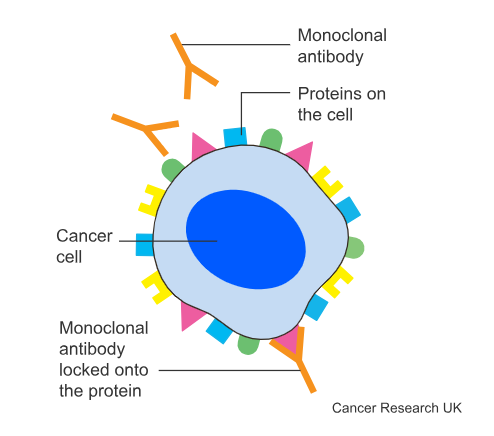 Monoclonal
antibody
Proteins on
the cell
Cancer
cell
Monoclonal
antibody
locked onto
the protein
Cancer Research UK